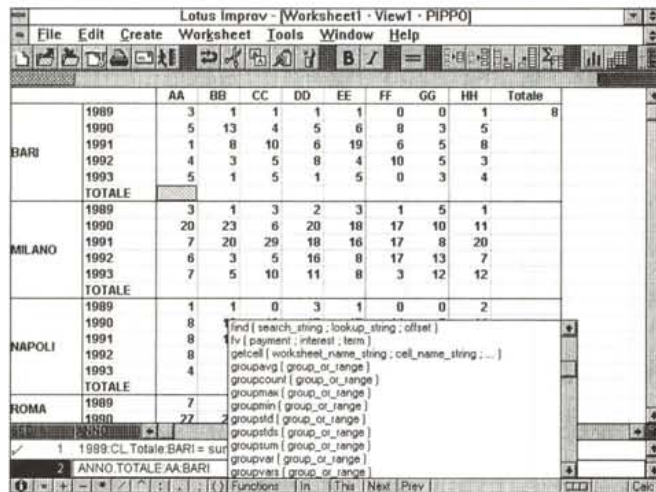 Lotus Improv - [Worksheet1 · View1 · PIPPO]
File Edit Create Worksheet Tools Window Help
B I =
AA BB CC DD EE FF GG HH Totale
BARI
1989 3 1 1 1 1 0 0 1 8
1990 5 13 4 5 6 8 3 5
1991 1 8 10 6 19 6 5 8
1992 4 3 5 8 4 10 5 3
1993 5 1 5 1 5 0 3 4
TOTALE
MILANO
1989 3 1 3 2 3 1 5 1
1990 20 23 6 20 18 17 10 11
1991 7 20 29 18 16 17 8 20
1992 6 3 5 16 8 17 13 7
1993 7 5 10 11 8 3 12 12
TOTALE
NAPOLI
1989 1 1 0 3 1 0 0 2
1990 8
1991 8
1992 8
1993 4
TOTALE
ROMA
1989 7
1990 27 2
find ( search_string ; lookup_string ; offset )
fv ( payment ; interest ; term )
getcell ( worksheet_name_string ; cell_name_string ; ... )
groupavg ( group_or_range )
groupcount ( group_or_range )
groupmax ( group_or_range )
groupmin ( group_or_range )
groupstd ( group_or_range )
groupstds ( group_or_range )
groupsum ( group_or_range )
groupvar ( group_or_range )
groupvars ( group_or_range )
ANNO
1 1989:CL.Totale:BARI = sur
2 ANNO.TOTALE:AA:BARI
+ - * / ^ : . , ; ( ) Functions In This Next Prev Calc